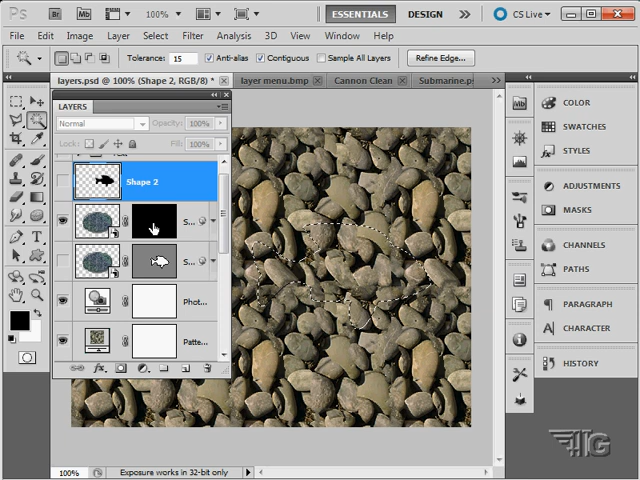 Ps Br Mb 100% ESSENTIALS DESIGN CS Live
File Edit Image Layer Select Filter Analysis 3D View Window Help
Tolerance: 15 Anti-alias Contiguous Sample All Layers Refine Edge...
layers.psd @ 100% (Shape 2, RGB/8) * layer menu.bmp Cannon Clean Submarine.ps
LAYERS
Normal Opacity: 100%
Lock: Fill: 100%
Shape 2
S...
S...
Phot...
Patte...
fx
Mb
COLOR
SWATCHES
STYLES
ADJUSTMENTS
MASKS
CHANNELS
PATHS
PARAGRAPH
CHARACTER
HISTORY
100% Exposure works in 32-bit only